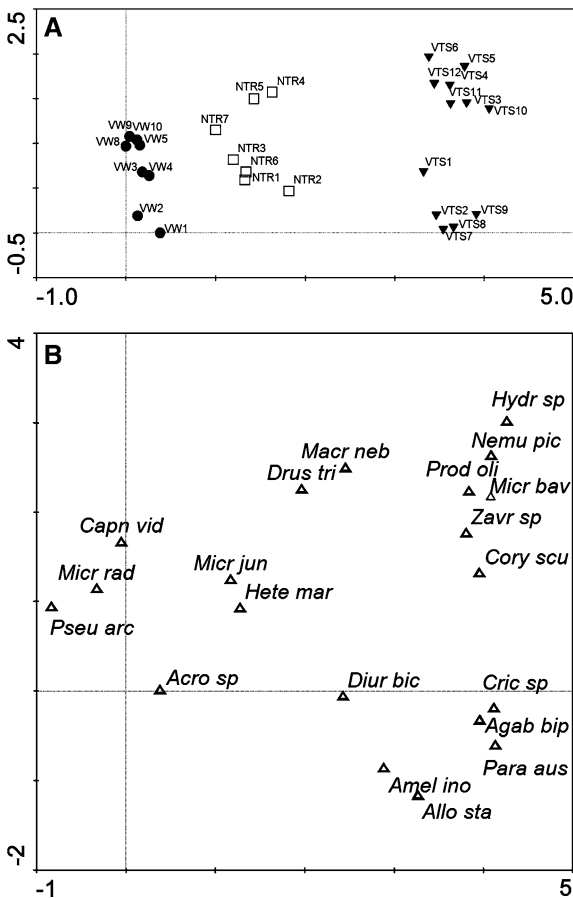 2.5
A
VTS6
VTS5
VTS12
VTS4
NTR5
NTR4
VTS11
VTS3
VTS10
NTR7
VW9
VW10
VW8
VW5
NTR3
VW3
VW4
NTR6
VTS1
NTR1
NTR2
VW2
VTS2
VTS9
VW1
VTS8
VTS7
-0.5
-1.0
5.0
4
B
Hydr sp
Nemu pic
Macr neb
Drus tri
Prod oli
Micr bav
Capn vid
Zavr sp
Micr rad
Micr jun
Cory scu
Hete mar
Pseu arc
Acro sp
Diur bic
Cric sp
Agab bip
Para aus
Amel ino
Allo sta
-2
-1
5